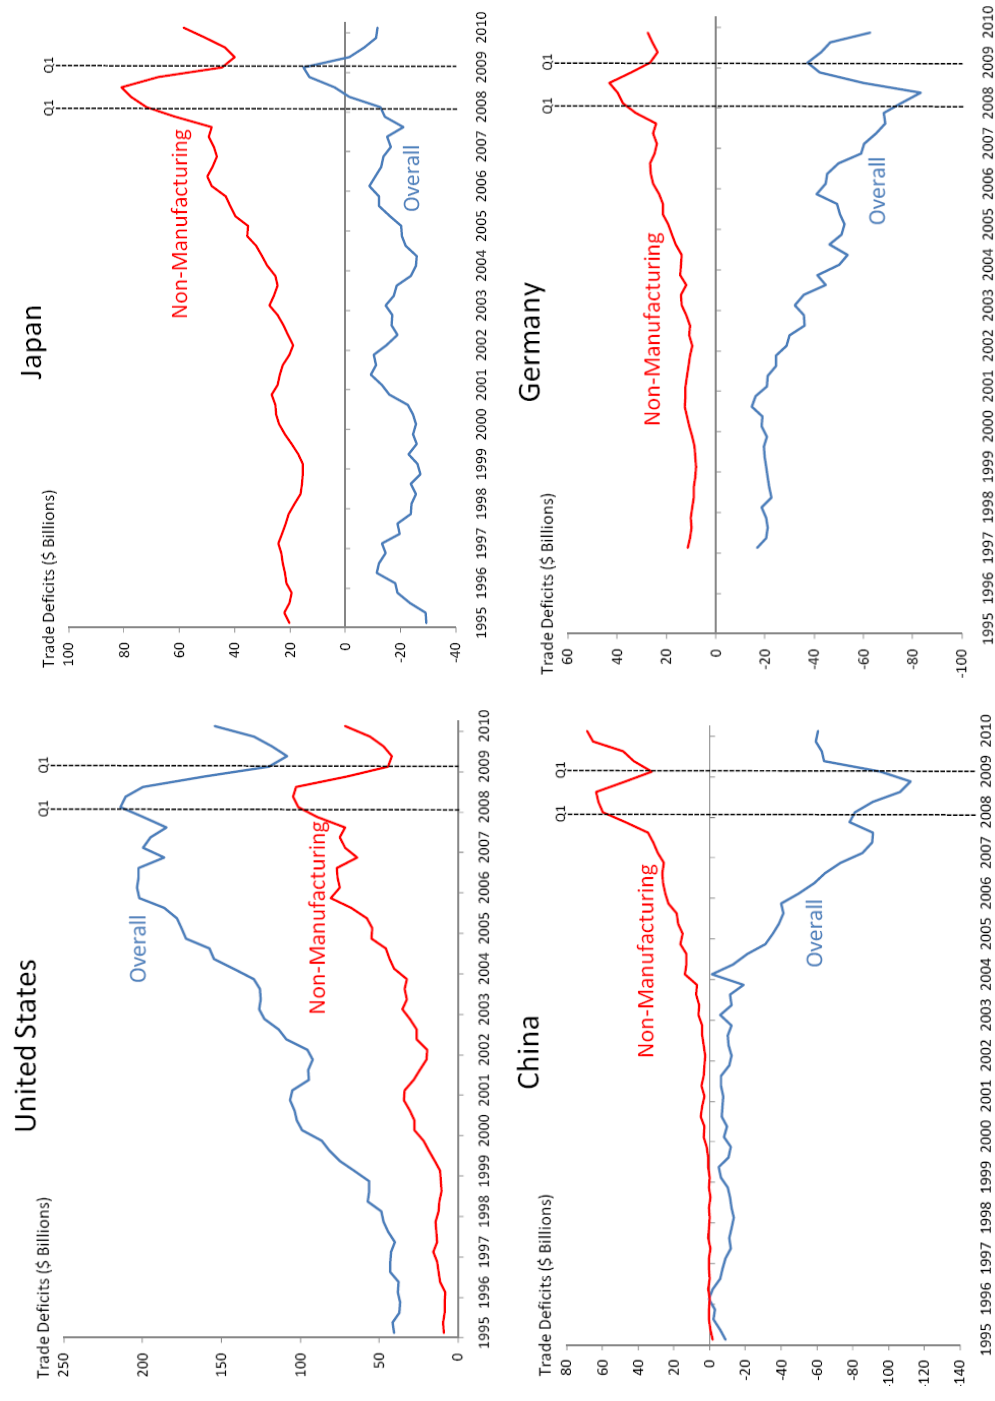 United States
Trade Deficits ($ Billions)
250
200
150
100
50
0
Q1
Q1
Overall
Non-Manufacturing
1995 1996 1997 1998 1999 2000 2001 2002 2003 2004 2005 2006 2007 2008 2009 2010
Japan
Trade Deficits ($ Billions)
100
80
60
40
20
0
-20
-40
Q1
Q1
Non-Manufacturing
Overall
1995 1996 1997 1998 1999 2000 2001 2002 2003 2004 2005 2006 2007 2008 2009 2010
China
Trade Deficits ($ Billions)
80
60
40
20
0
-20
-40
-60
-80
-100
-120
-140
Q1
Q1
Non-Manufacturing
Overall
1995 1996 1997 1998 1999 2000 2001 2002 2003 2004 2005 2006 2007 2008 2009 2010
Germany
Trade Deficits ($ Billions)
60
40
20
0
-20
-40
-60
-80
-100
Q1
Q1
Non-Manufacturing
Overall
1995 1996 1997 1998 1999 2000 2001 2002 2003 2004 2005 2006 2007 2008 2009 2010